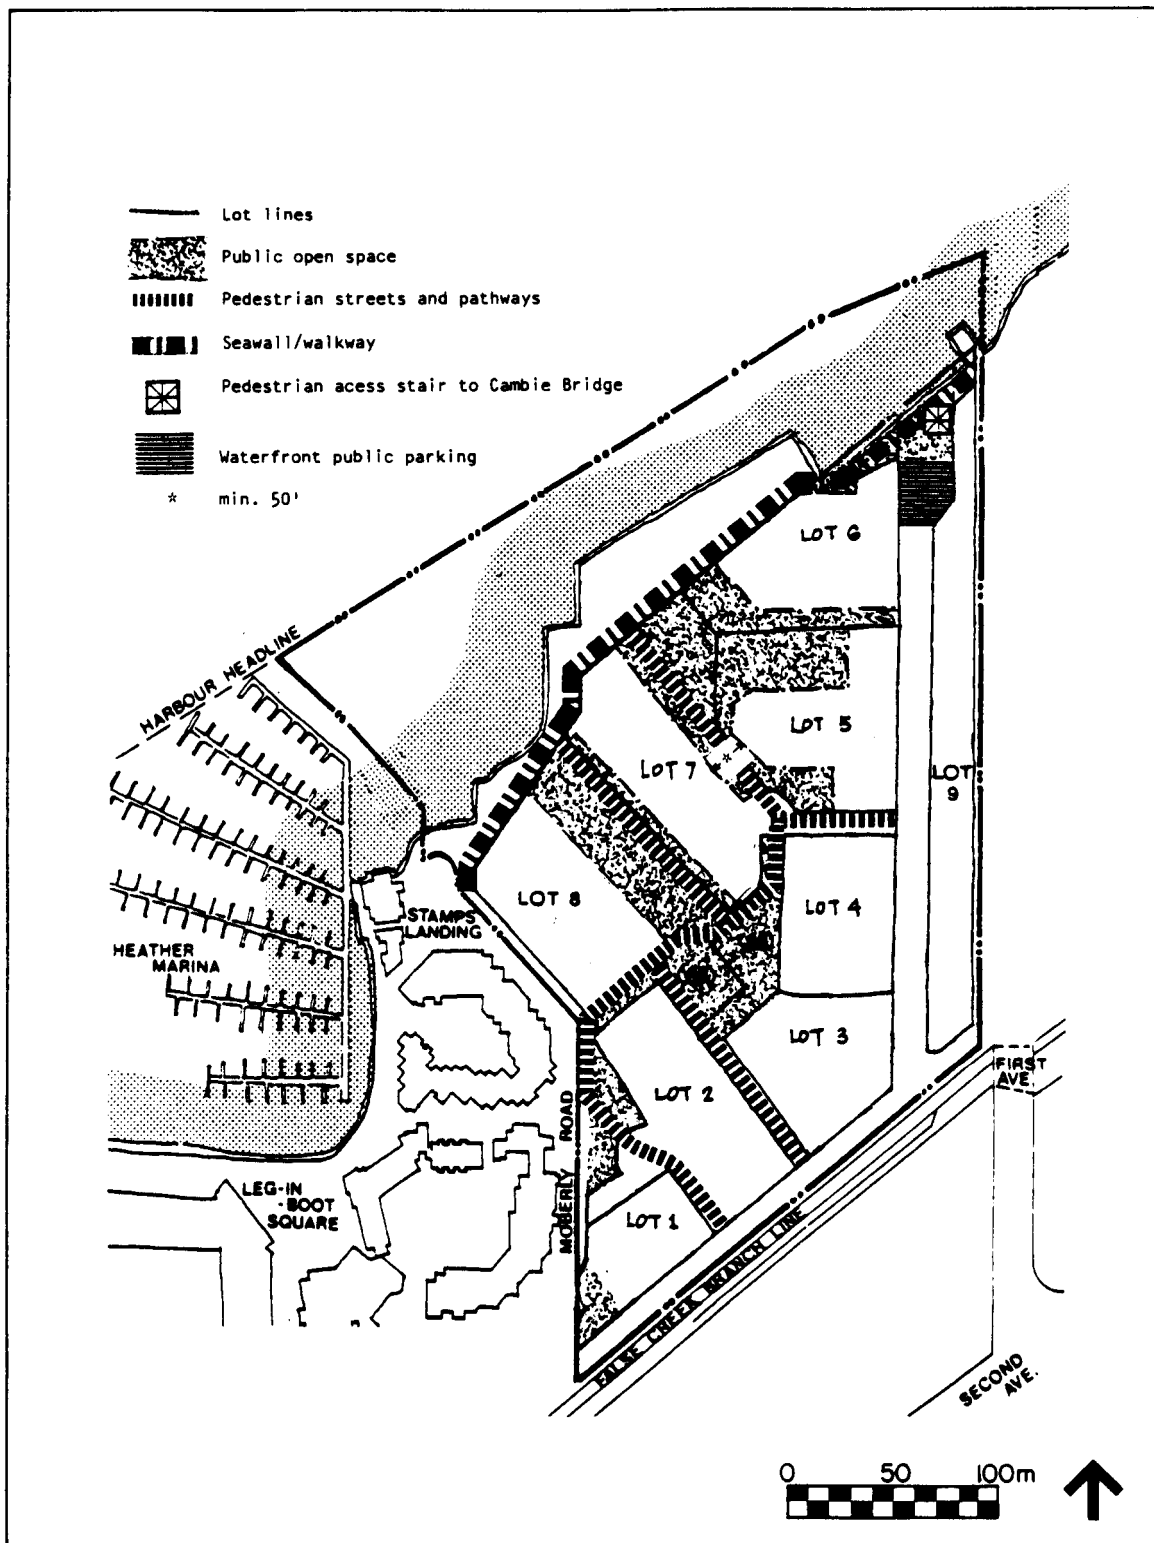 Lot lines
Public open space
Pedestrian streets and pathways
Seawall/walkway
Pedestrian acess stair to Cambie Bridge
Waterfront public parking
* min. 50'
HARBOUR HEADLINE
LOT 6
LOT 5
LOT 7
LOT
9
LOT 8
LOT 4
STAMPS
LANDING
HEATHER
MARINA
LOT 3
FIRST
AVE.
LOT 2
MOBERLY ROAD
LEG-IN
-BOOT
SQUARE
LOT 1
FALSE CREEK BRANCH LINE
SECOND
AVE.
0 50 100m